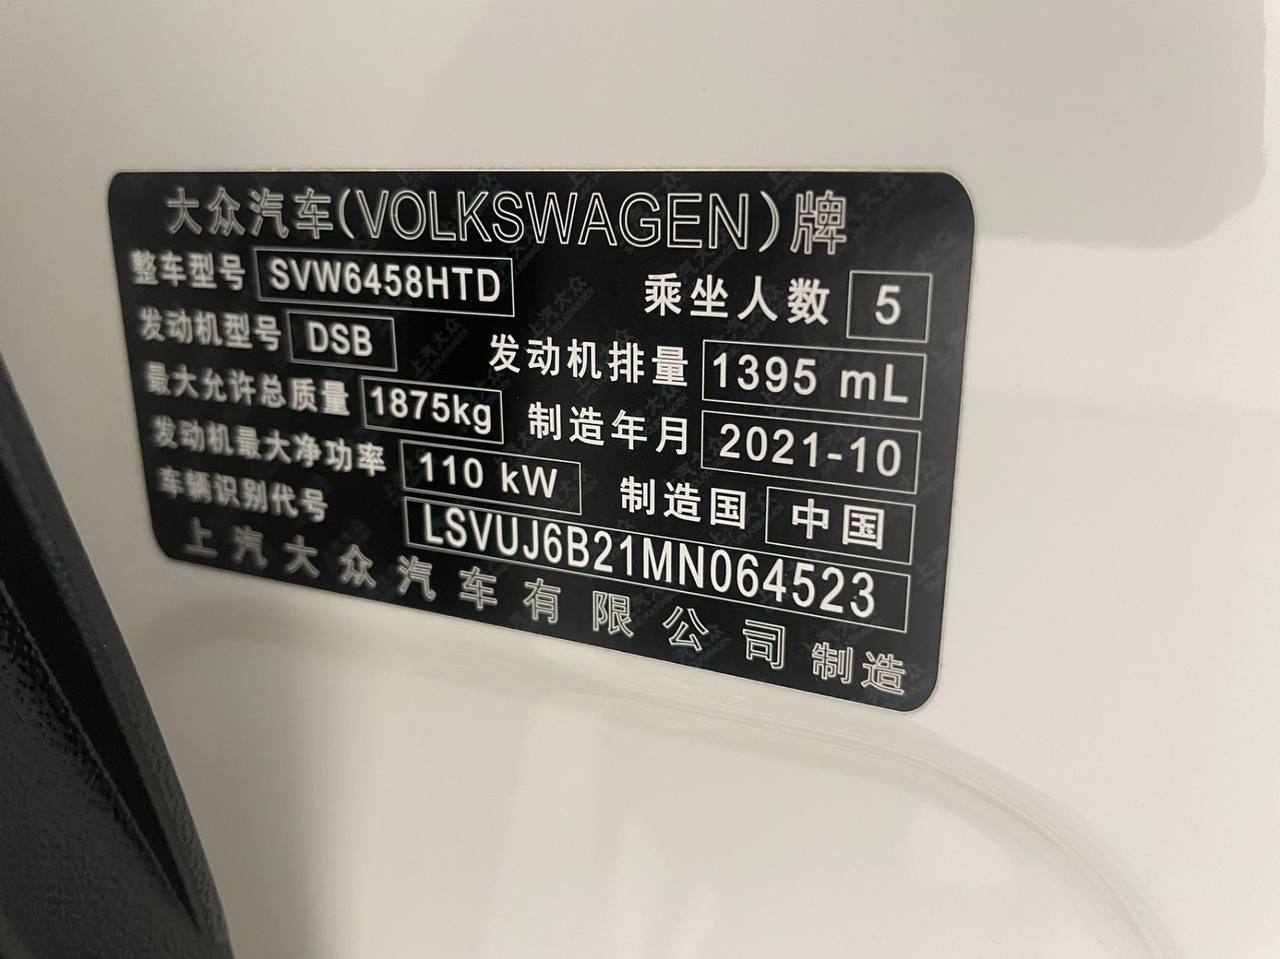 大众汽车(VOLKSWAGEN)牌
整车型号 SVW6458HTD 乘坐人数 5
发动机型号 DSB 发动机排量 1395 mL
最大允许总质量 1875kg 制造年月 2021-10
发动机最大净功率 110 kW 制造国 中国
车辆识别代号 LSVUJ6B21MN064523
上汽大众汽车有限公司制造